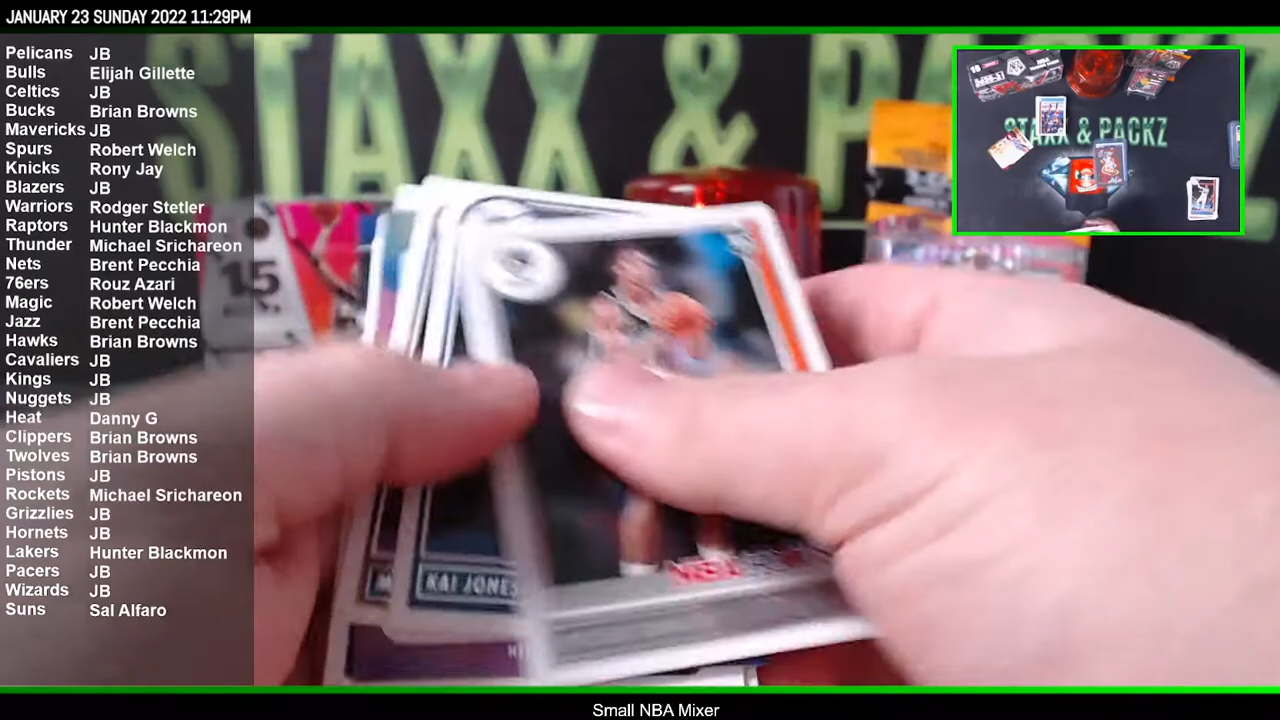 JANUARY 23 SUNDAY 2022 11:29PM
Pelicans JB
Bulls Elijah Gillette
Celtics JB
Bucks Brian Browns
Mavericks JB
Spurs Robert Welch
Knicks Rony Jay
Blazers JB
Warriors Rodger Stetler
Raptors Hunter Blackmon
Thunder Michael Srichareon
Nets Brent Pecchia
76ers Rouz Azari
Magic Robert Welch
Jazz Brent Pecchia
Hawks Brian Browns
Cavaliers JB
Kings JB
Nuggets JB
Heat Danny G
Clippers Brian Browns
Twolves Brian Browns
Pistons JB
Rockets Michael Srichareon
Grizzlies JB
Hornets JB
Lakers Hunter Blackmon
Pacers JB
Wizards JB
Suns Sal Alfaro
STAXX & PACKZ
STAXX & PACKZ
15
KAI JONES
NBA
Small NBA Mixer